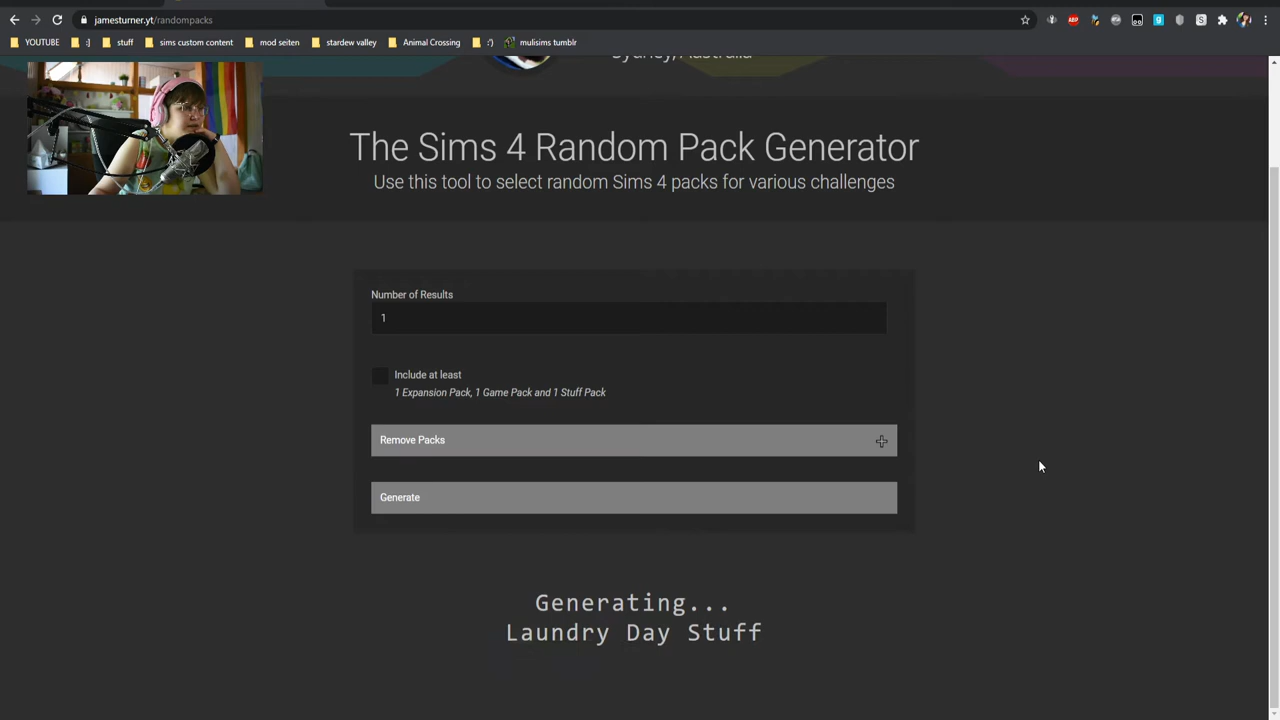 jamesturner.yt/randompacks
YOUTUBE
:]
stuff
sims custom content
mod seiten
stardew valley
Animal Crossing
:')
mulisims tumblr
Sydney, Australia
The Sims 4 Random Pack Generator
Use this tool to select random Sims 4 packs for various challenges
Number of Results
1
Include at least
1 Expansion Pack, 1 Game Pack and 1 Stuff Pack
Remove Packs
Generate
Generating...
Laundry Day Stuff